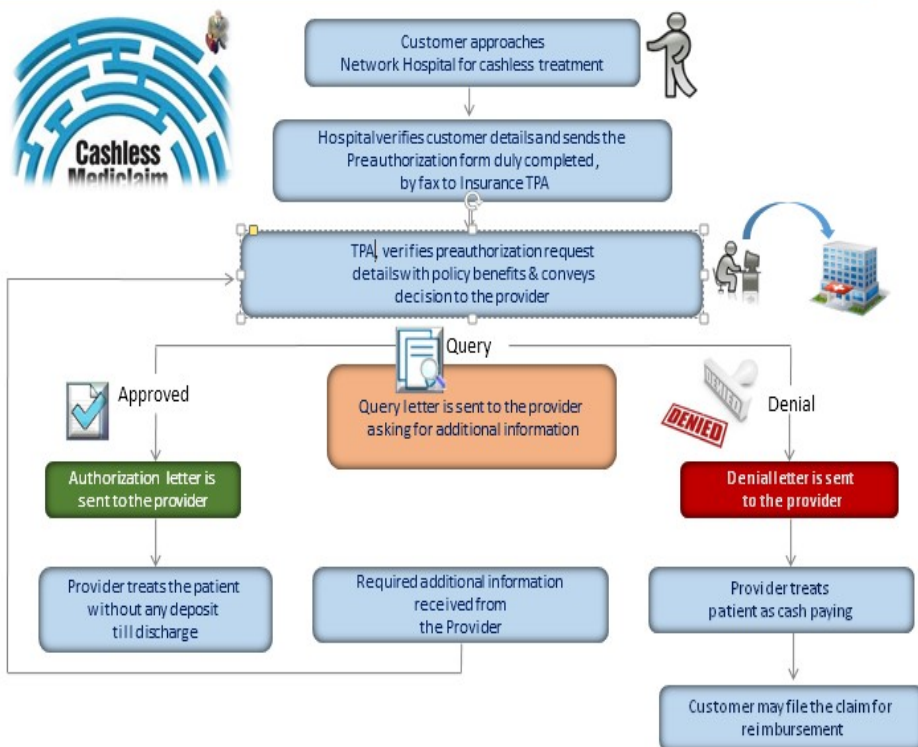 Cashless
Mediclaim
Customer approaches
Network Hospital for cashless treatment
Hospital verifies customer details and sends the
Preauthorization form duly completed ,
by fax to Insurance TPA
TPA, verifies preauthorization request
details with policy benefits & conveys
decision to the provider
Query
Approved
Query letter is sent to the provider
asking for additional information
DENIED
DENIED
Denial
Authorization letter is
sent to the provider
Denial letter is sent
to the provider
Provider treats the patient
without any deposit
till discharge
Required additional information
received from
the Provider
Provider treats
patient as cash paying
Customer may file the claim for
reimbursement